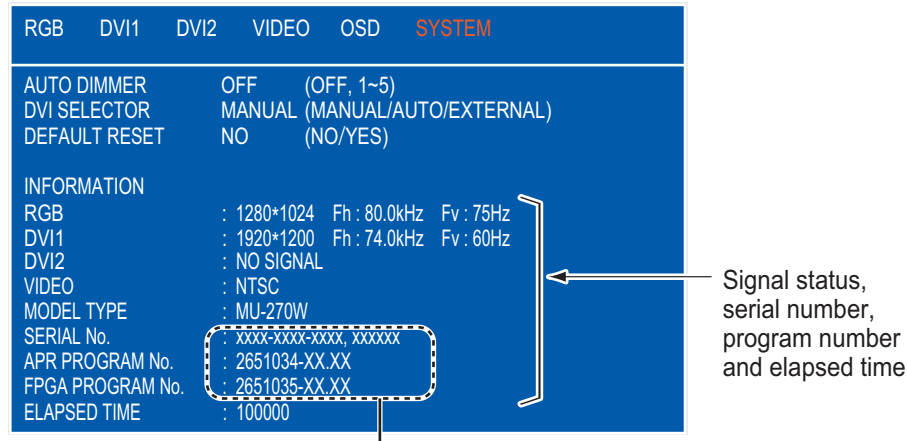 RGB DVI1 DVI2 VIDEO OSD SYSTEM
AUTO DIMMER OFF (OFF, 1~5)
DVI SELECTOR MANUAL (MANUAL/AUTO/EXTERNAL)
DEFAULT RESET NO (NO/YES)
INFORMATION
RGB : 1280*1024 Fh : 80.0kHz Fv : 75Hz
DVI1 : 1920*1200 Fh : 74.0kHz Fv : 60Hz
DVI2 : NO SIGNAL
VIDEO : NTSC
MODEL TYPE : MU-270W
SERIAL No. : xxxx-xxxx-xxx, xxxxxx
APR PROGRAM No. : 2651034-XX.XX
FPGA PROGRAM No. : 2651035-XX.XX
ELAPSED TIME : 100000
Signal status,
serial number,
program number
and elapsed time